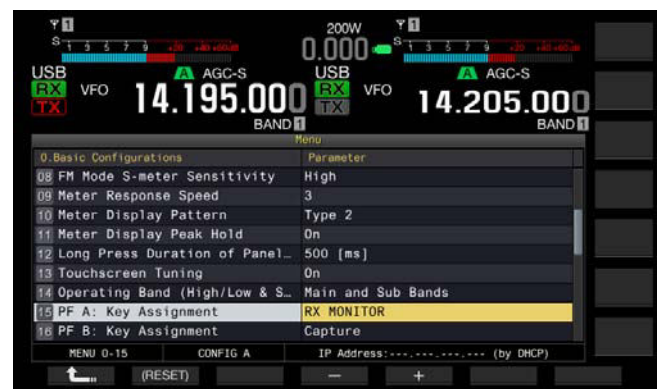 1 200W 1
S 1 3 5 7 9 +20 +40 +60dB 0.000 S 1 3 5 7 9 +20 +40 +60dB
USB A AGC-S USB A AGC-S
RX VFO 14.195.000 RX VFO 14.205.000
TX BAND 1 TX BAND 1
Menu
0.Basic Configurations Parameter
08 FM Mode S-meter Sensitivity High
09 Meter Response Speed 3
10 Meter Display Pattern Type 2
11 Meter Display Peak Hold On
12 Long Press Duration of Panel… 500 [ms]
13 Touchscreen Tuning On
14 Operating Band (High/Low & S… Main and Sub Bands
15 PF A: Key Assignment RX MONITOR
16 PF B: Key Assignment Capture
MENU 0-15 CONFIG A IP Address:---.---.---.--- (by DHCP)
(RESET) − +